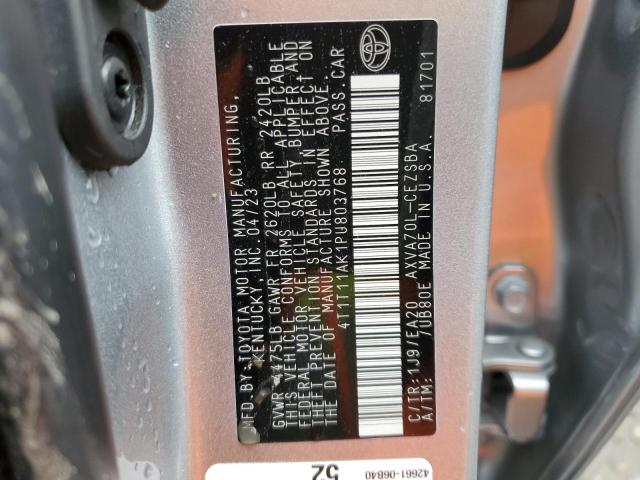 MFD.BY: TOYOTA MOTOR MANUFACTURING,
KENTUCKY, INC. 04/23
GVWR 4475LB GAWR FR 2620LB RR 2420LB
THIS VEHICLE CONFORMS TO ALL APPLICABLE
FEDERAL MOTOR VEHICLE SAFETY, BUMPER AND
THEFT PREVENTION STANDARDS IN EFFECT ON
THE DATE OF MANUFACTURE SHOWN ABOVE.
4T1T11AK1PU803768 PASS.CAR
C/TR: 1J9/EA20 AXVA70L-CEZSBA
A/TM: /UB80E MADE IN U.S.A. 81701
52
42661-06B40